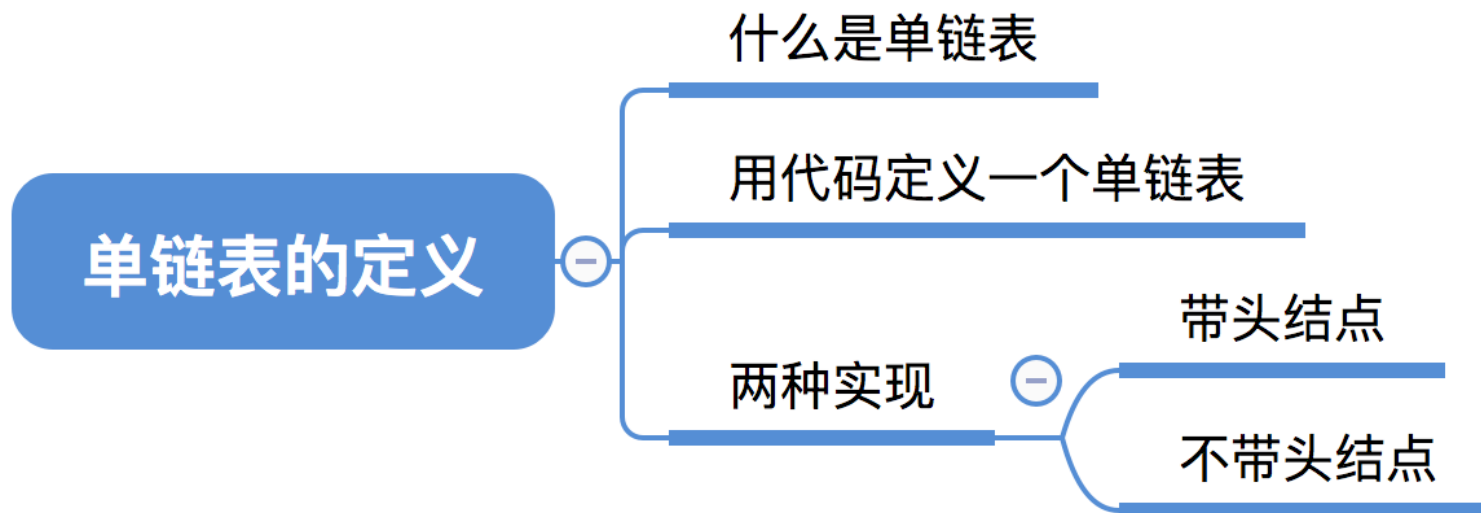 什么是单链表
用代码定义一个单链表
单链表的定义
带头结点
两种实现
不带头结点